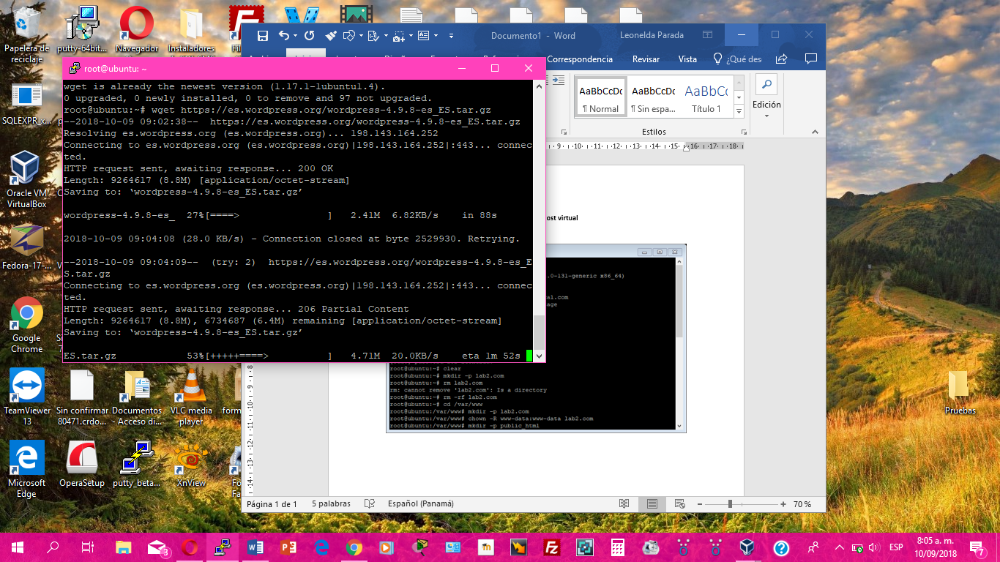 Papelera de
reciclaje
putty-64bit...
Navegador
Instaladores
SQLEXPR_x...
Oracle VM
VirtualBox
Fedora-17-...
Google
Chrome
TeamViewer
13
Sin confirmar
80471.crdo...
Documentos
- Acceso di...
VLC media
player
Microsoft
Edge
OperaSetup
putty_beta...
XnView
Pruebas
Documento1 - Word
Leonelda Parada
Correspondencia
Revisar
Vista
¿Qué des
AaBbCcDc
AaBbCcDc
AaBbCc
¶ Normal
¶ Sin espa...
Título 1
Estilos
Edición
9 10 11 12 13 14 15 16 17 18
root@ubuntu: ~
wget is already the newest version (1.17.1-1ubuntu1.4).
0 upgraded, 0 newly installed, 0 to remove and 97 not upgraded.
root@ubuntu:~# wget https://es.wordpress.org/wordpress-4.9.8-es_ES.tar.gz
--2018-10-09 09:02:38--  https://es.wordpress.org/wordpress-4.9.8-es_ES.tar.gz
Resolving es.wordpress.org (es.wordpress.org)... 198.143.164.252
Connecting to es.wordpress.org (es.wordpress.org)|198.143.164.252|:443... connec
ted.
HTTP request sent, awaiting response... 200 OK
Length: 9264617 (8.8M) [application/octet-stream]
Saving to: ‘wordpress-4.9.8-es_ES.tar.gz’
wordpress-4.9.8-es_  27%[====>               ]   2.41M  6.82KB/s    in 88s
2018-10-09 09:04:08 (28.0 KB/s) - Connection closed at byte 2529930. Retrying.
--2018-10-09 09:04:09--  (try: 2)  https://es.wordpress.org/wordpress-4.9.8-es_E
S.tar.gz
Connecting to es.wordpress.org (es.wordpress.org)|198.143.164.252|:443... connec
ted.
HTTP request sent, awaiting response... 206 Partial Content
Length: 9264617 (8.8M), 6734687 (6.4M) remaining [application/octet-stream]
Saving to: ‘wordpress-4.9.8-es_ES.tar.gz’
ES.tar.gz            53%[+++++====>          ]   4.71M  20.0KB/s    eta 1m 52s
ost virtual
.0-131-generic x86_64)
al.com
age
root@ubuntu:~# clear
root@ubuntu:~# mkdir -p lab2.com
root@ubuntu:~# rm lab2.com
rm: cannot remove 'lab2.com': Is a directory
root@ubuntu:~# rm -rf lab2.com
root@ubuntu:~# cd /var/www
root@ubuntu:/var/www# mkdir -p lab2.com
root@ubuntu:/var/www# chown -R www-data:www-data lab2.com
root@ubuntu:/var/www# mkdir -p public_html
Página 1 de 1
5 palabras
Español (Panamá)
70 %
3
ESP
8:05 a. m.
10/09/2018
7